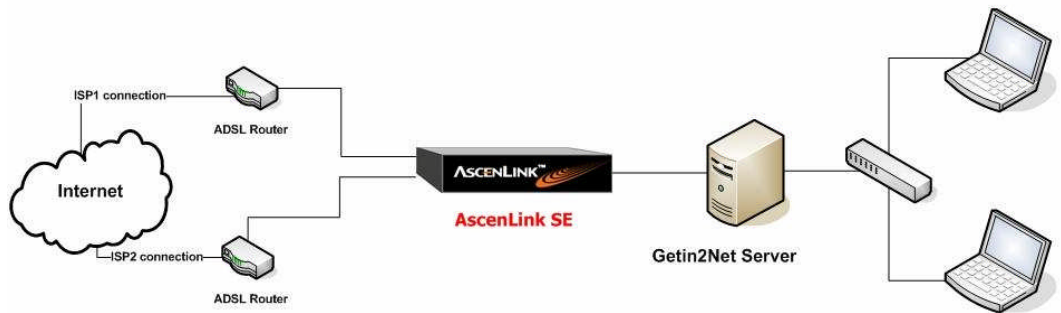 ISP1 connection
ADSL Router
Internet
ASCENLINK™
AscenLink SE
Getin2Net Server
ISP2 connection
ADSL Router